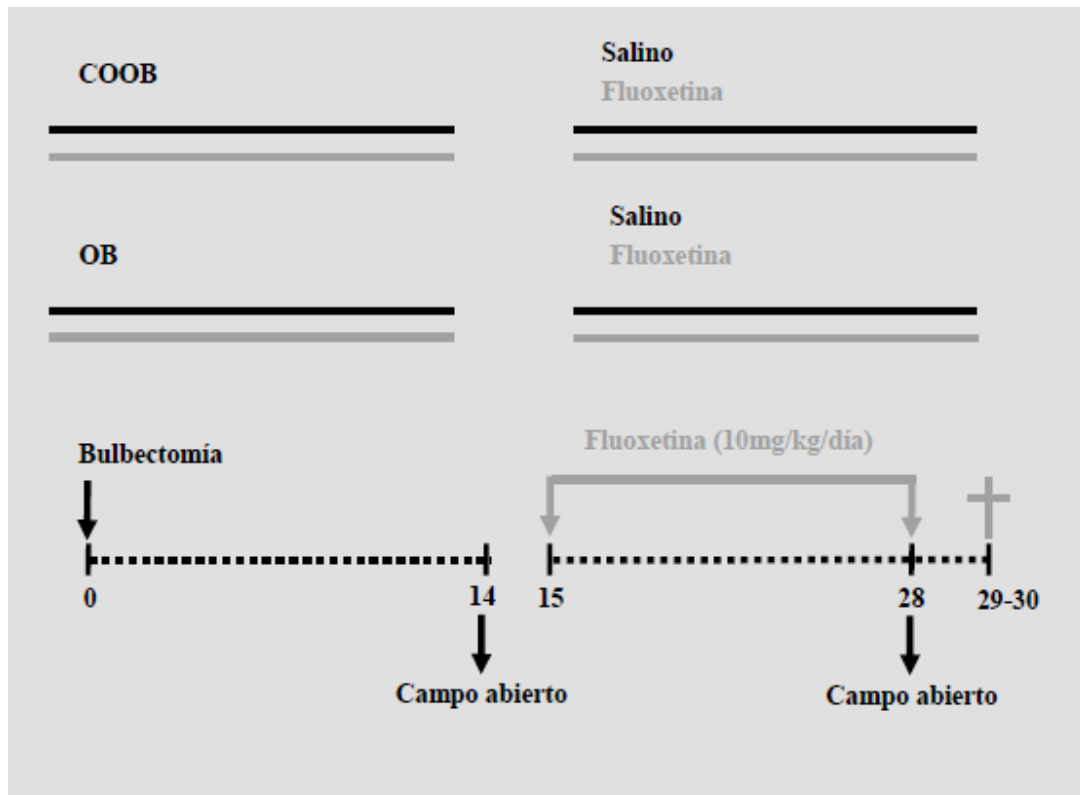 COOB
Salino
Fluoxetina
OB
Salino
Fluoxetina
Bulbectomía
Fluoxetina (10mg/kg/día)
0
14
15
28
29-30
Campo abierto
Campo abierto